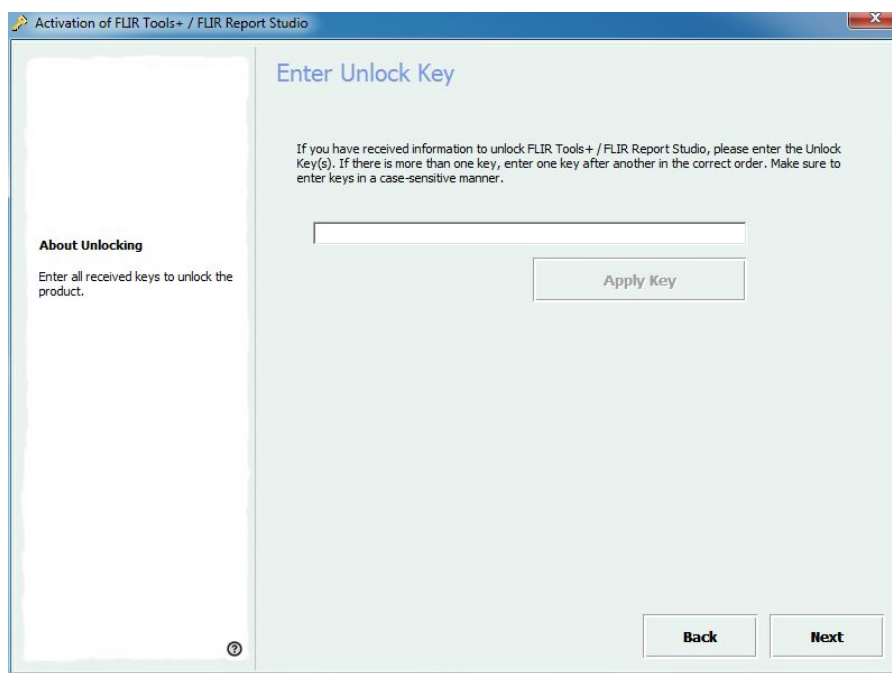 Activation of FLIR Tools+ / FLIR Report Studio
X
Enter Unlock Key
If you have received information to unlock FLIR Tools+ / FLIR Report Studio, please enter the Unlock
Key(s). If there is more than one key, enter one key after another in the correct order. Make sure to
enter keys in a case-sensitive manner.
About Unlocking
Enter all received keys to unlock the
product.
Apply Key
?
Back
Next